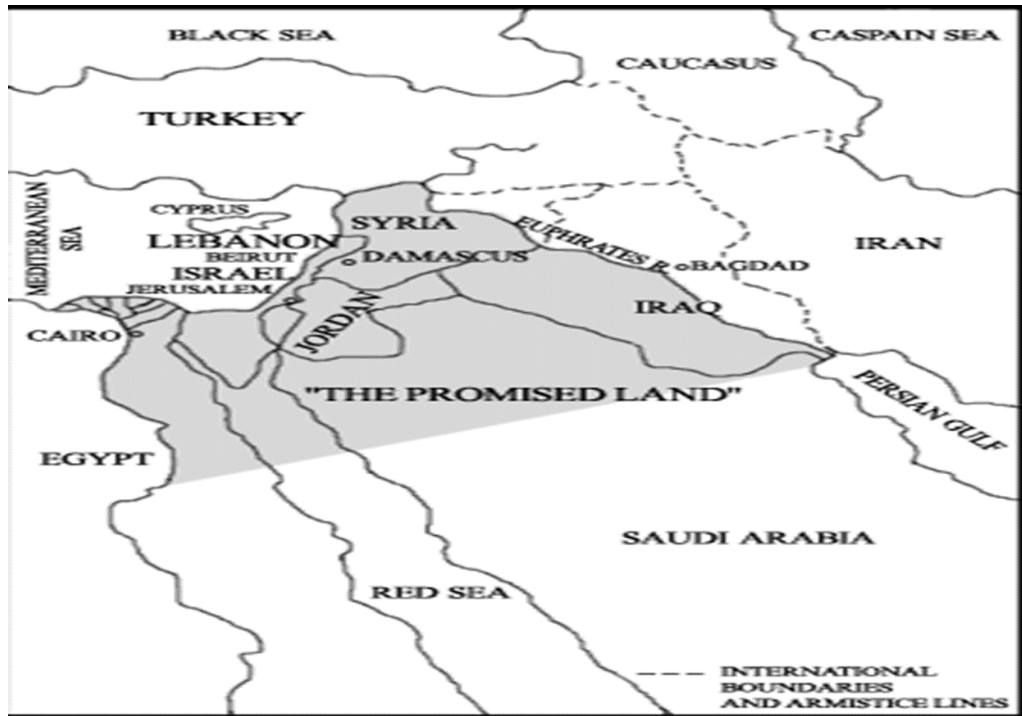 BLACK SEA
CASPAIN SEA
CAUCASUS
TURKEY
MEDITERRANEAN
SEA
CYPRUS
SYRIA
LEBANON
BEIRUT
DAMASCUS
ISRAEL
JERUSALEM
EUPHRATES R.
BAGDAD
IRAN
IRAQ
CAIRO
JORDAN
"THE PROMISED LAND"
PERSIAN GULF
EGYPT
SAUDI ARABIA
RED SEA
INTERNATIONAL
BOUNDARIES
AND ARMISTICE LINES